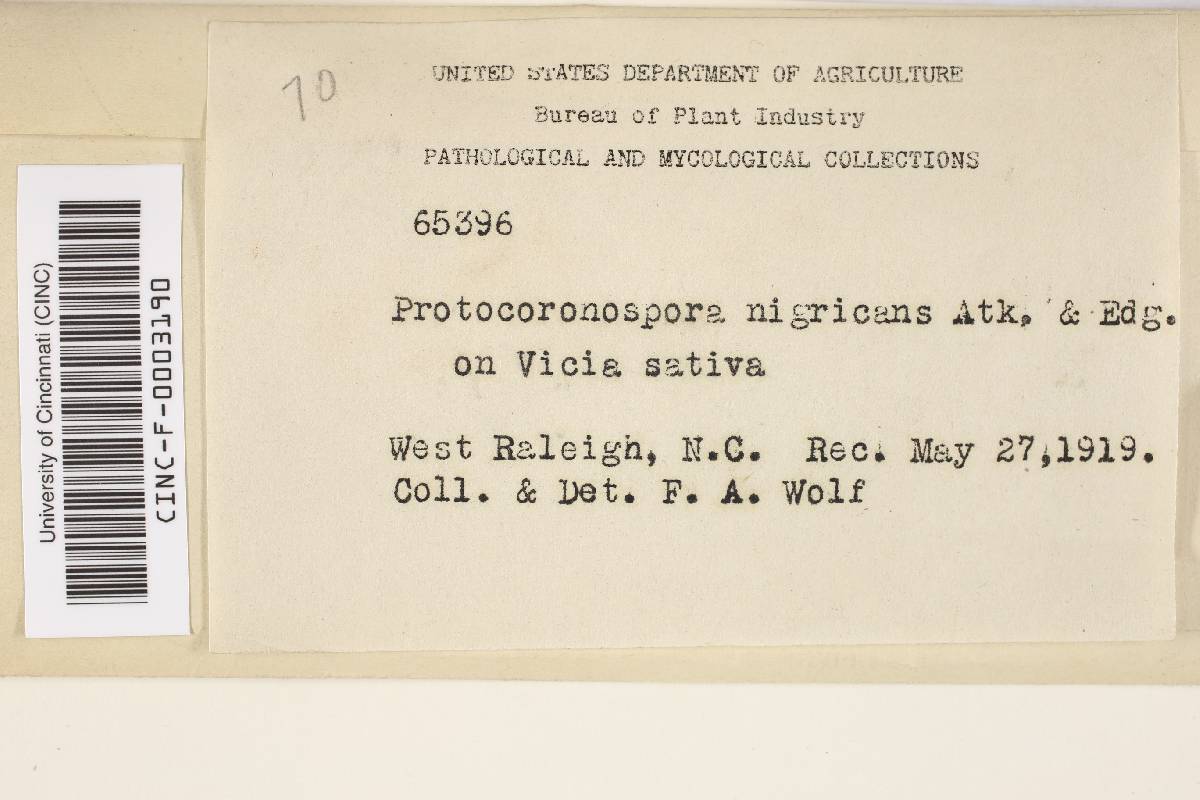 70
UNITED STATES DEPARTMENT OF AGRICULTURE
Bureau of Plant Industry
PATHOLOGICAL AND MYCOLOGICAL COLLECTIONS
65396
Protocoronospora nigricans Atk. & Edg.
on Vicia sativa
West Raleigh, N.C. Rec. May 27,1919.
Coll. & Det. F. A. Wolf
University of Cincinnati (CINC)
CINC-F-0003190